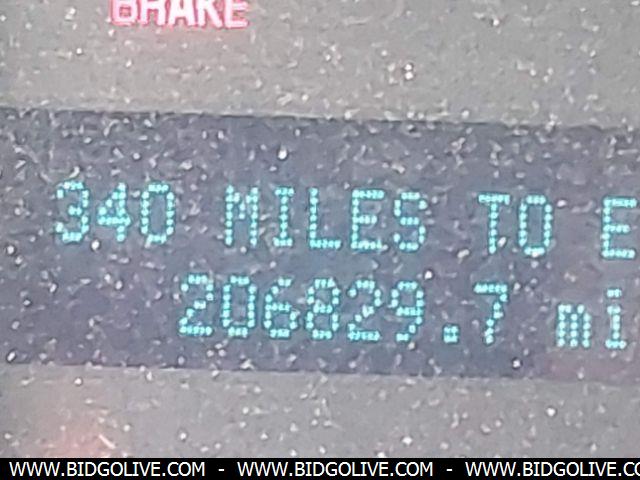 BRAKE
340 MILES TO E
206829.7 mi
WWW.BIDGOLIVE.COM - WWW.BIDGOLIVE.COM - WWW.BIDGOLIVE.CO